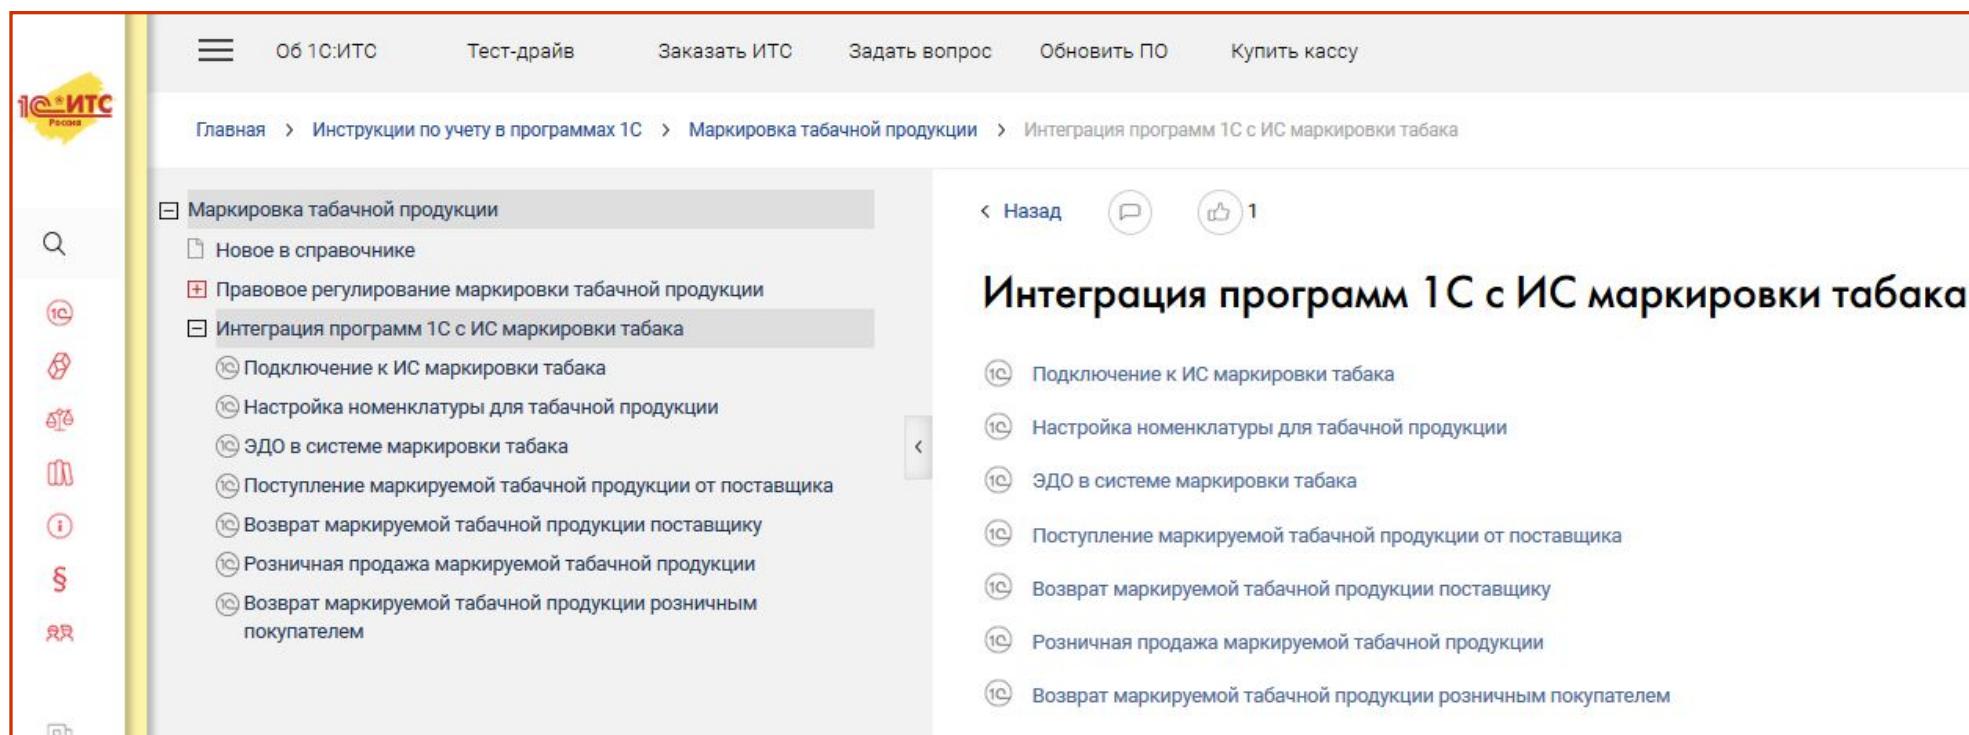 Об 1С:ИТС Тест-драйв Заказать ИТС Задать вопрос Обновить ПО Купить кассу
1С ИТС
Россия
Главная > Инструкции по учету в программах 1С > Маркировка табачной продукции > Интеграция программ 1С с ИС маркировки табака
Маркировка табачной продукции
Новое в справочнике
Правовое регулирование маркировки табачной продукции
Интеграция программ 1С с ИС маркировки табака
Подключение к ИС маркировки табака
Настройка номенклатуры для табачной продукции
ЭДО в системе маркировки табака
Поступление маркируемой табачной продукции от поставщика
Возврат маркируемой табачной продукции поставщику
Розничная продажа маркируемой табачной продукции
Возврат маркируемой табачной продукции розничным
покупателем
Назад 1
Интеграция программ 1С с ИС маркировки табака
Подключение к ИС маркировки табака
Настройка номенклатуры для табачной продукции
ЭДО в системе маркировки табака
Поступление маркируемой табачной продукции от поставщика
Возврат маркируемой табачной продукции поставщику
Розничная продажа маркируемой табачной продукции
Возврат маркируемой табачной продукции розничным покупателем